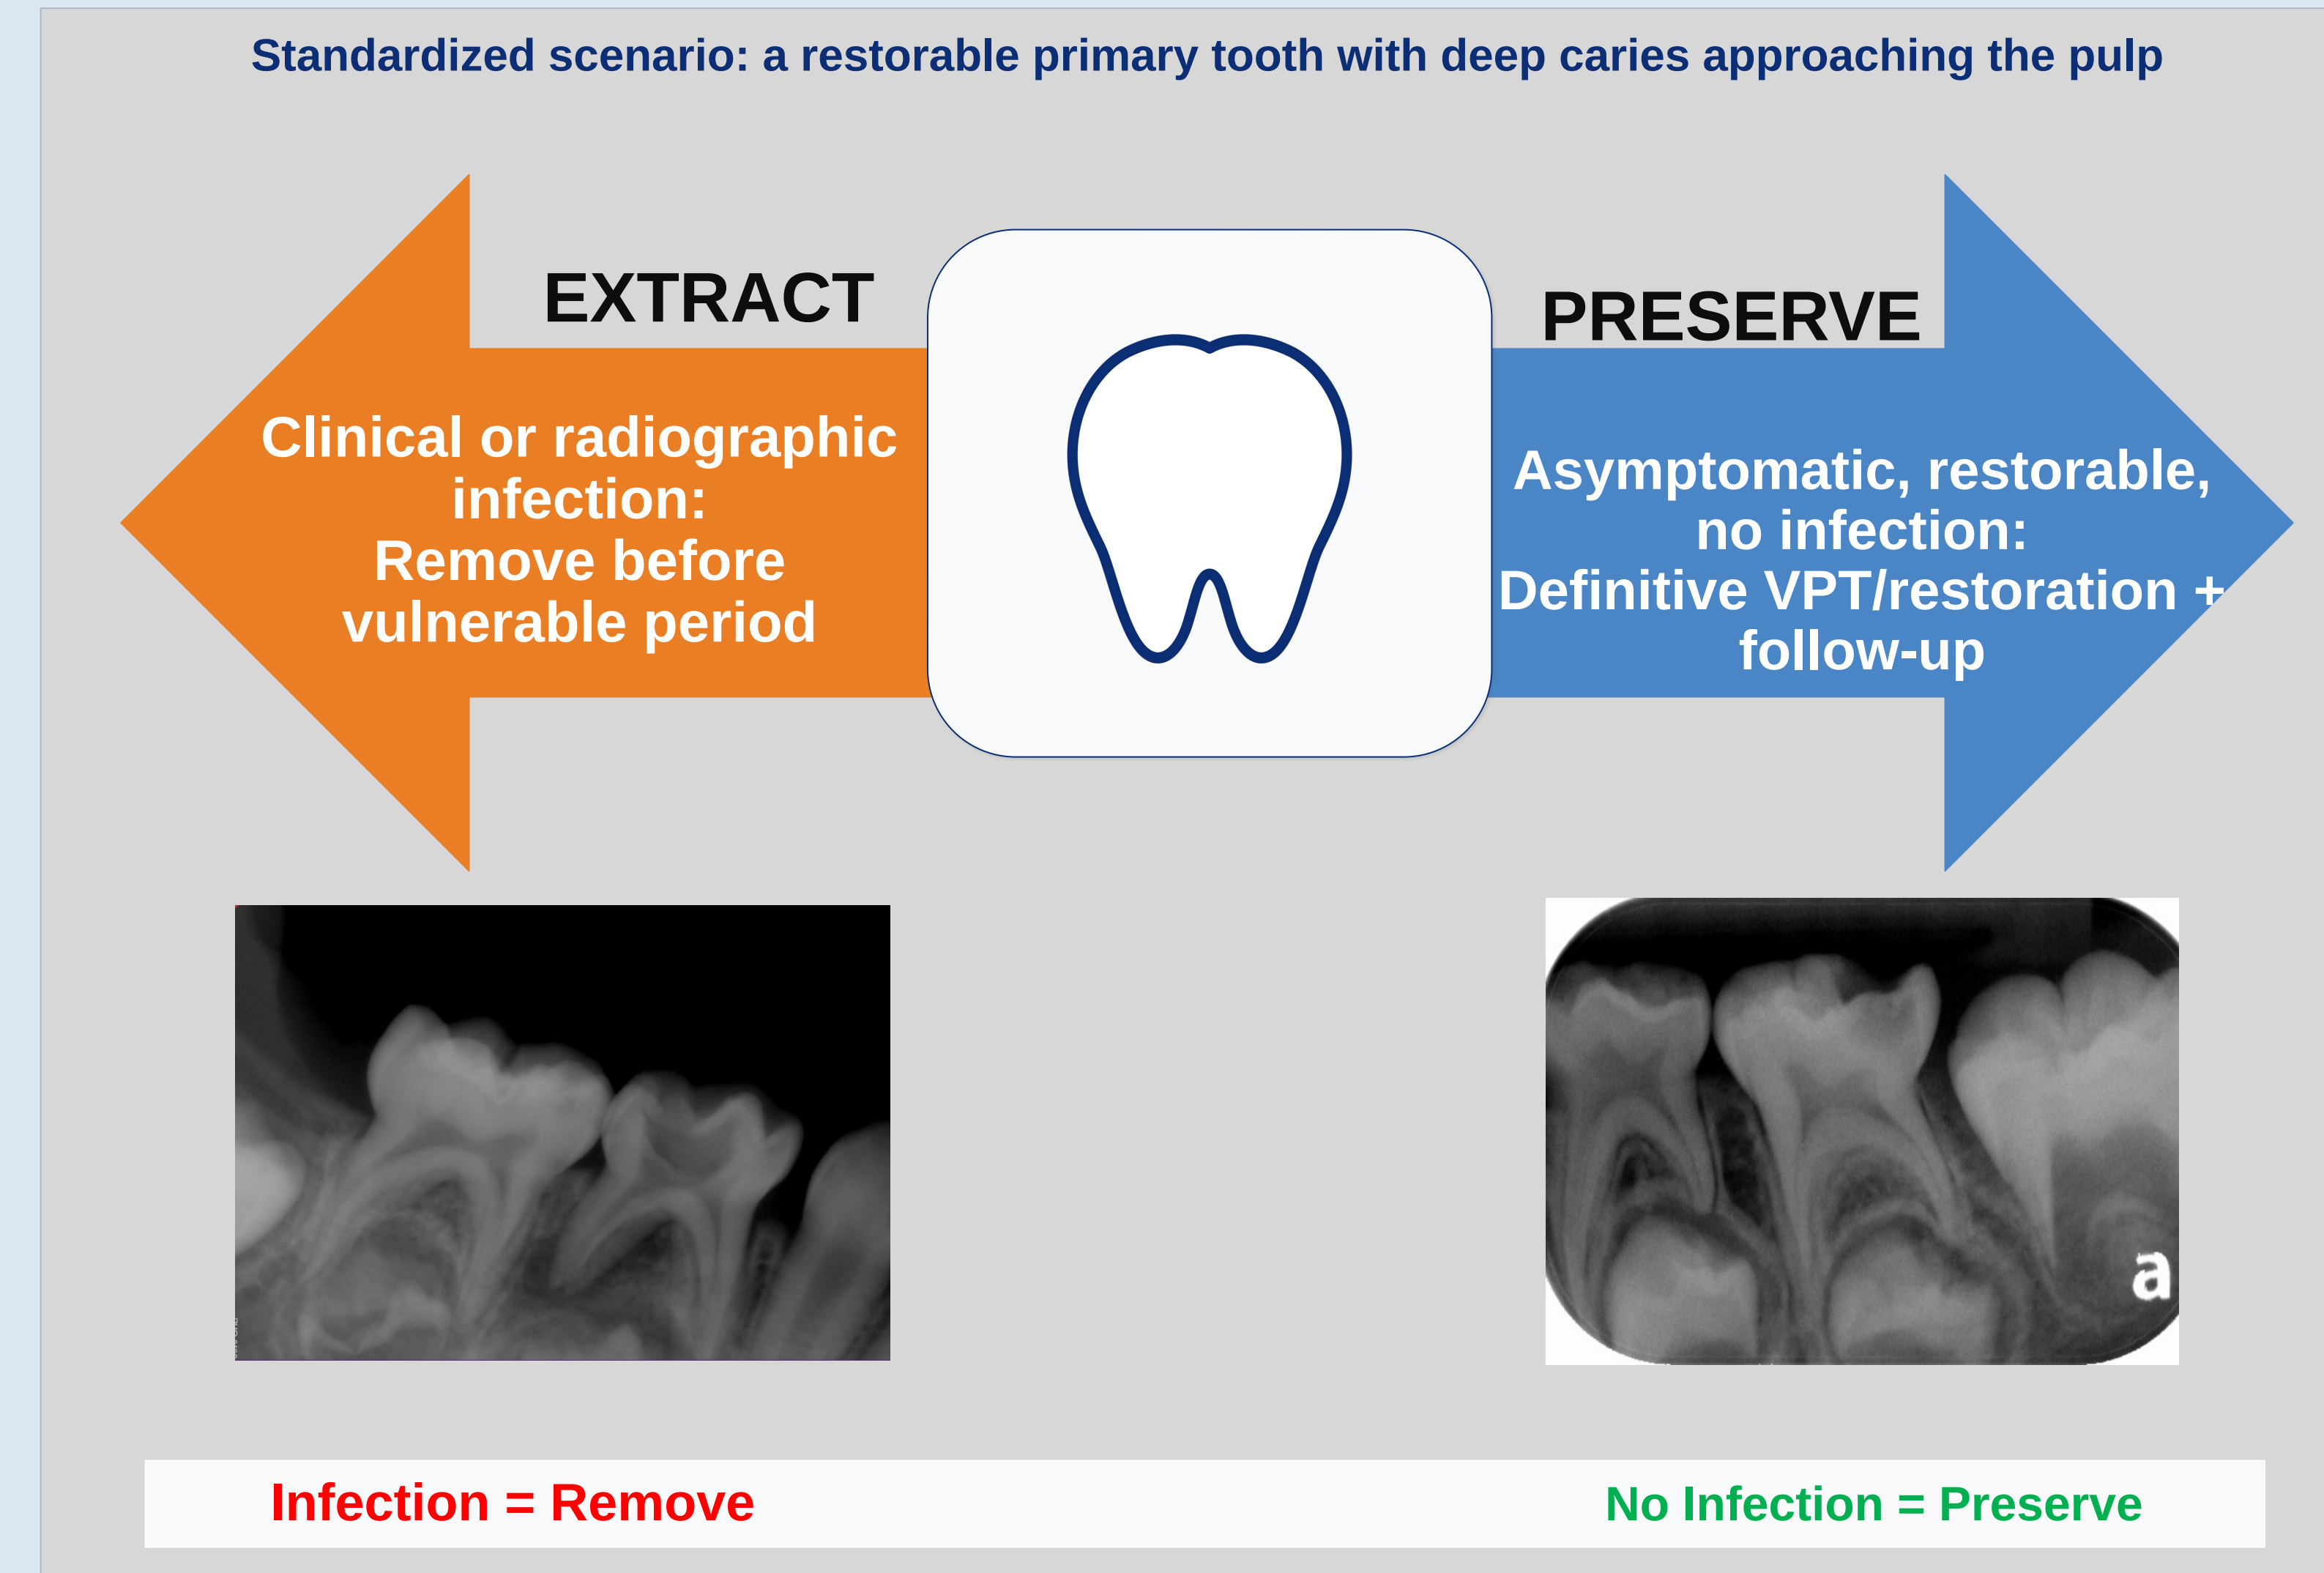 Standardized scenario: a restorable primary tooth with deep caries approaching the pulp
EXTRACT
Clinical or radiographic
infection:
Remove before
vulnerable period
PRESERVE
Asymptomatic, restorable,
no infection:
Definitive VPT/restoration +
follow-up
a
Infection = Remove
No Infection = Preserve